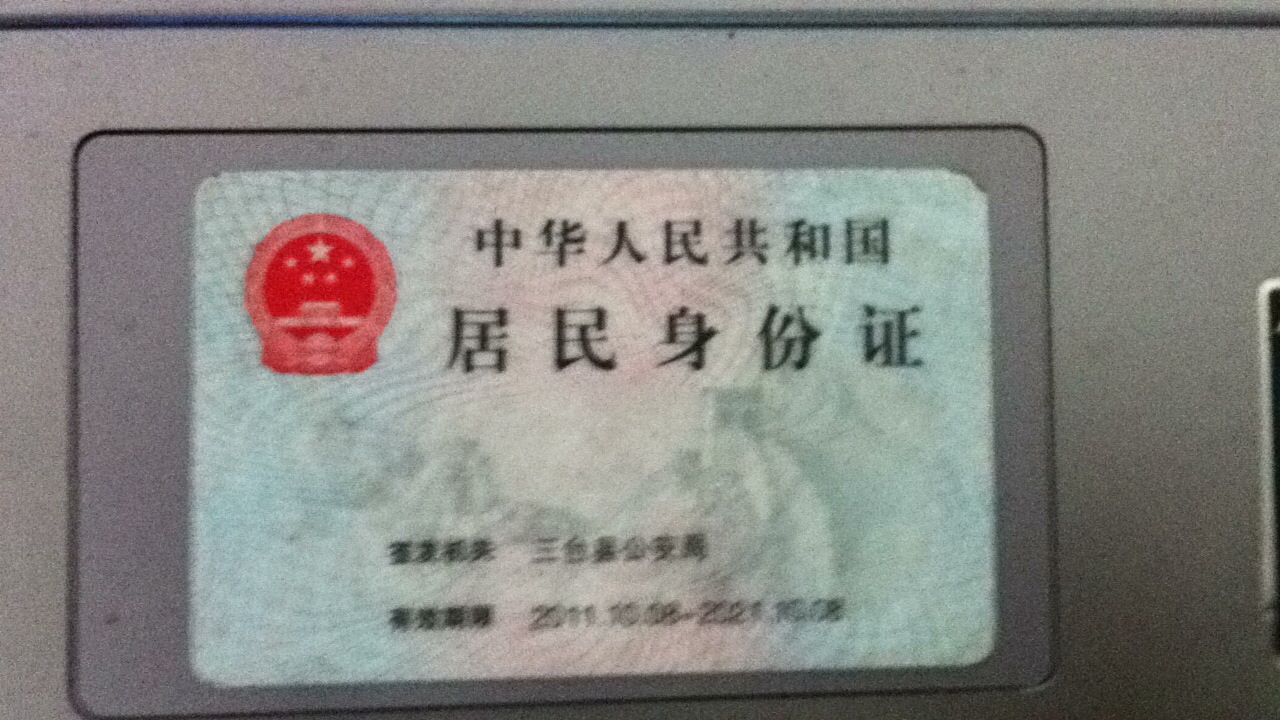 中华人民共和国
居民身份证
签发机关 三台县公安局
有效期限 2011.10.08-2021.10.08